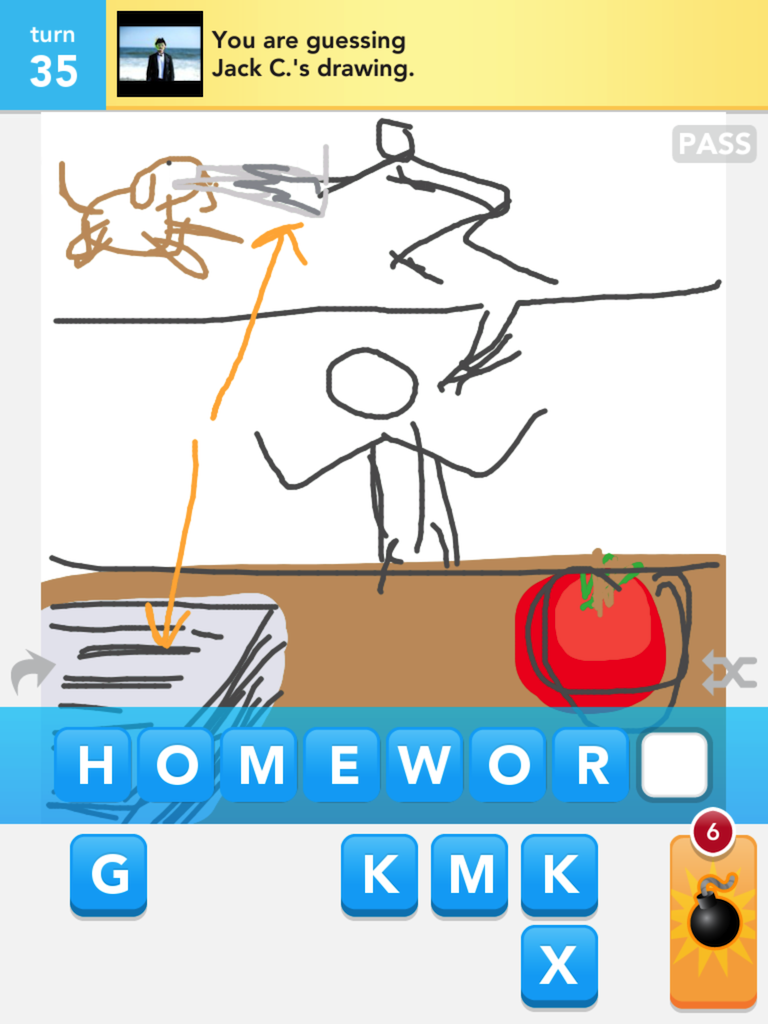 turn
35
You are guessing
Jack C.'s drawing.
PASS
H O M E W O R
6
G K M K
X